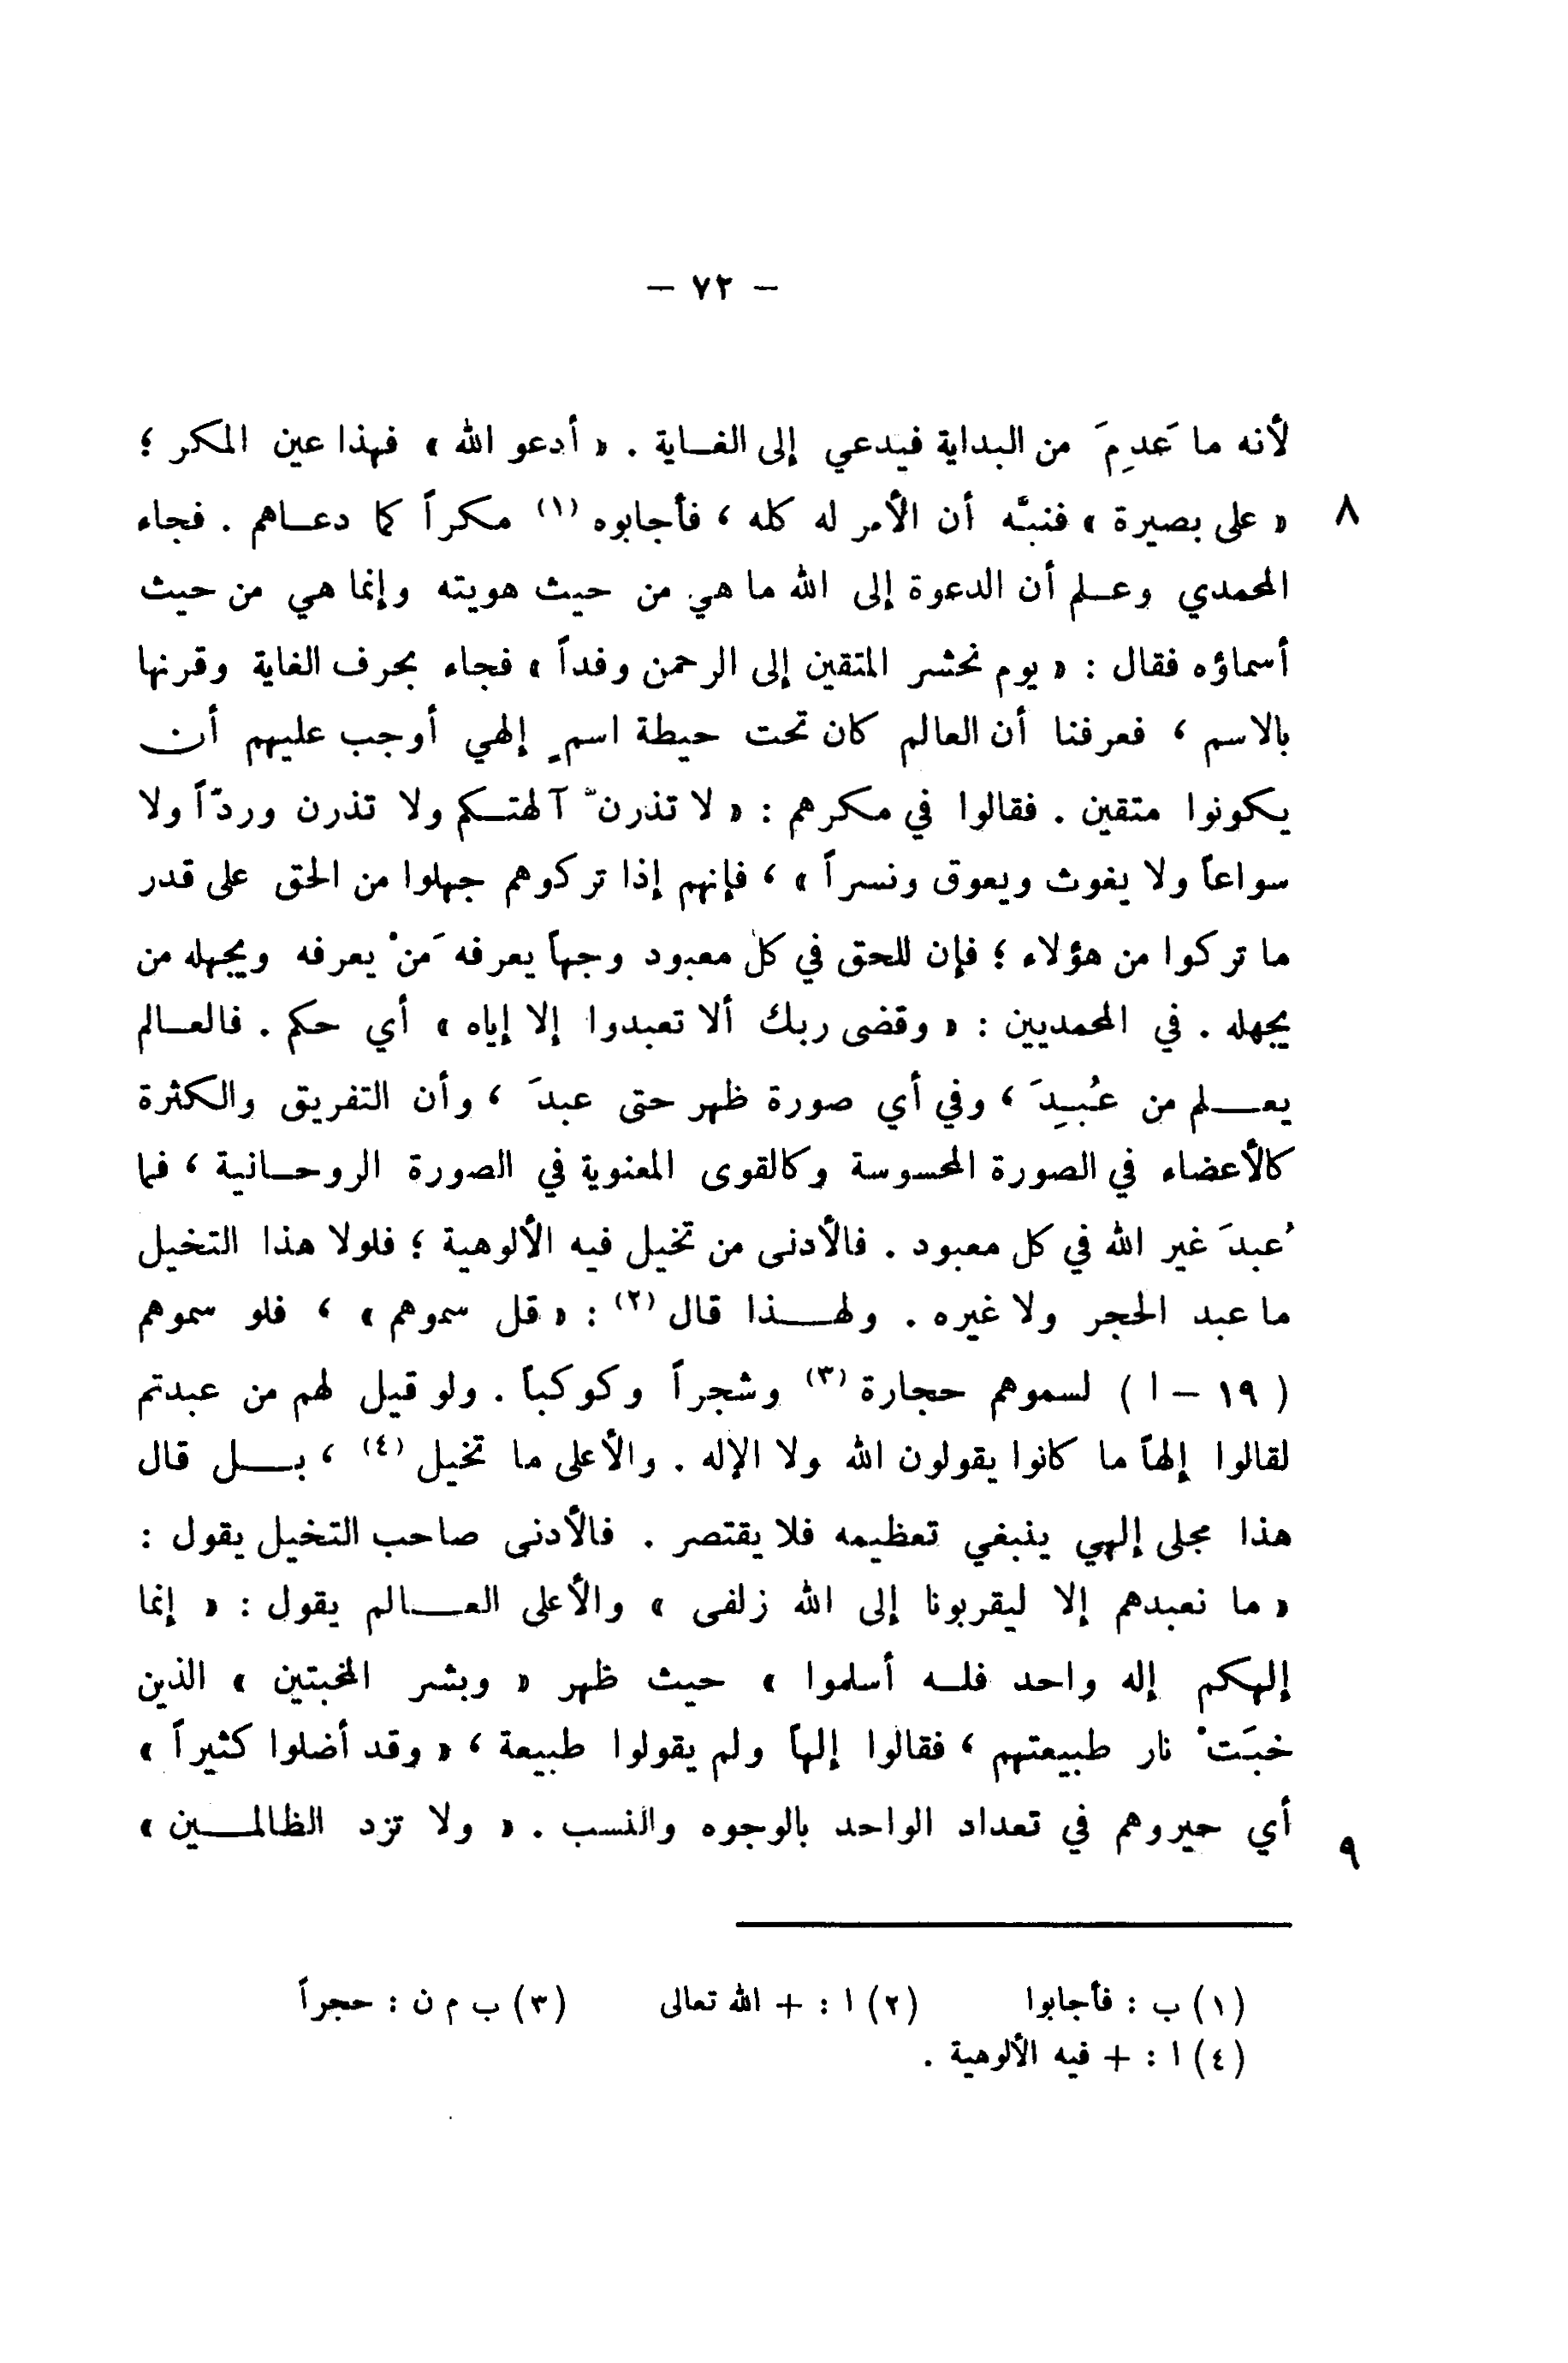 — ٧٢ —
لأنه ما عَدِمَ من البداية فيدعي إلى الغاية . « أدعو الله » فهذا عين المكر ؛
« على بصيرة » فنبَّه أن الأمر له كله ، فأجابوه (١) مكراً كما دعاهم . فجاء
٨
المحمدي وعلم أن الدعوة إلى الله ما هي من حيث هويته وإنما هي من حيث
أسماؤه فقال : « يوم نحشر المتقين إلى الرحمن وفداً » فجاء بحرف الغاية وقرنها
بالاسم ، فعرفنا أن العالم كان تحت حيطة اسمٍ إلهي أوجب عليهم أن
يكونوا متقين . فقالوا في مكرهم : « لا تذرنّ آلهتكم ولا تذرن وردّاً ولا
سواعاً ولا يغوث ويعوق ونسراً » ، فإنهم إذا تركوهم جهلوا من الحق على قدر
ما تركوا من هؤلاء ؛ فإن للحق في كل معبود وجهاً يعرفه مَنْ يعرفه ويجهله من
يجهله . في المحمديين : « وقضى ربك ألا تعبدوا إلا إياه » أي حكم . فالعالم
يعلم من عُبِدَ ، وفي أي صورة ظهر حتى عبدَ ، وأن التفريق والكثرة
كالأعضاء في الصورة المحسوسة وكالقوى المعنوية في الصورة الروحانية ، فما
عُبدَ غير الله في كل معبود . فالأدنى من تخيل فيه الألوهية ؛ فلولا هذا التخيل
ما عبد الحجر ولا غيره . ولهذا قال (٢) : « قل سموهم » ، فلو سموهم
( ١٩ – ا ) لسموهم حجارة (٣) وشجراً وكوكباً . ولو قيل لهم من عبدتم
لقالوا إلهاً ما كانوا يقولون الله ولا الإله . والأعلى ما تخيل (٤) ، بل قال
هذا مجلى إلهي ينبغي تعظيمه فلا يقتصر . فالأدنى صاحب التخيل يقول :
« ما نعبدهم إلا ليقربونا إلى الله زلفى » والأعلى العالم يقول : « إنما
إلهكم إله واحد فله أسلموا » حيث ظهر « وبشر المخبتين » الذين
خبَتْ نار طبيعتهم ، فقالوا إلهاً ولم يقولوا طبيعة ، « وقد أضلوا كثيراً »
أي حيروهم في تعداد الواحد بالوجوه والنسب . « ولا تزد الظالمين »
٩
(١) ب : فأجابوا (٢) ا : + الله تعالى (٣) ب م ن : حجراً
(٤) ا : + فيه الألوهية .